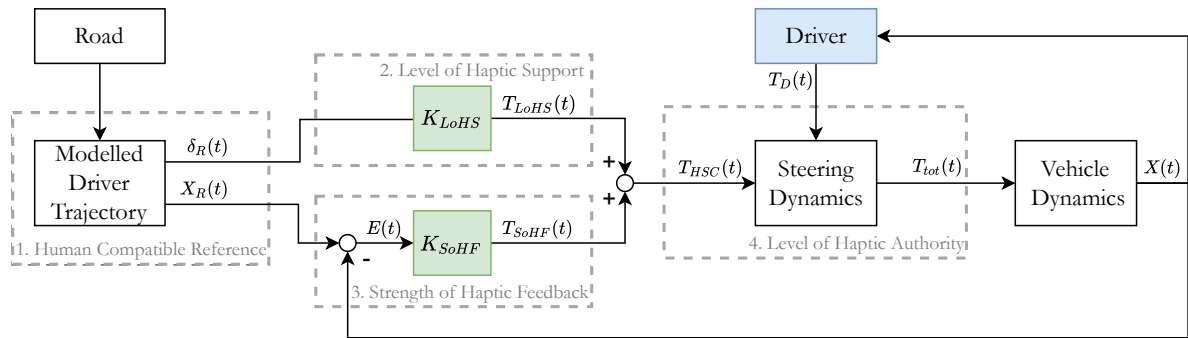 Road
Driver
2. Level of Haptic Support
T_D(t)
K_LoHS
T_LoHS(t)
δ_R(t)
Modelled
Driver
Trajectory
X_R(t)
+
+
T_HSC(t)
Steering
Dynamics
T_tot(t)
Vehicle
Dynamics
X(t)
1. Human Compatible Reference
E(t)
-
K_SoHF
T_SoHF(t)
4. Level of Haptic Authority
3. Strength of Haptic Feedback